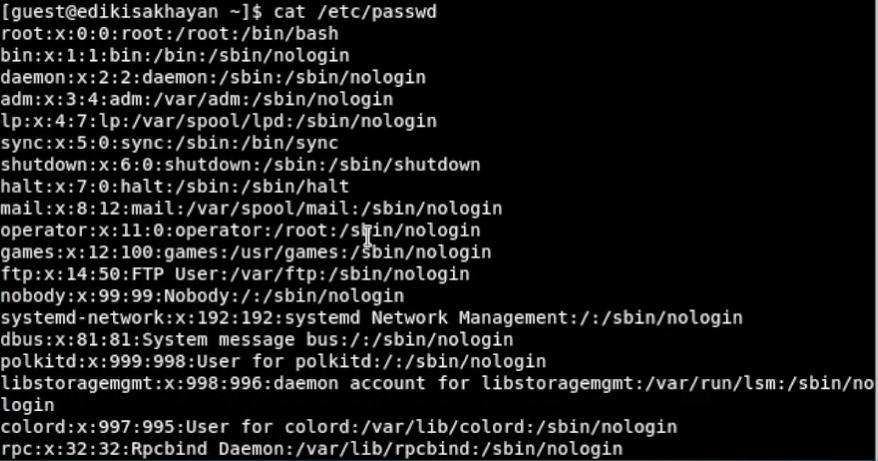 [guest@edikisakhayan ~]$ cat /etc/passwd
root:x:0:0:root:/root:/bin/bash
bin:x:1:1:bin:/bin:/sbin/nologin
daemon:x:2:2:daemon:/sbin:/sbin/nologin
adm:x:3:4:adm:/var/adm:/sbin/nologin
lp:x:4:7:lp:/var/spool/lpd:/sbin/nologin
sync:x:5:0:sync:/sbin:/bin/sync
shutdown:x:6:0:shutdown:/sbin:/sbin/shutdown
halt:x:7:0:halt:/sbin:/sbin/halt
mail:x:8:12:mail:/var/spool/mail:/sbin/nologin
operator:x:11:0:operator:/root:/sbin/nologin
games:x:12:100:games:/usr/games:/sbin/nologin
ftp:x:14:50:FTP User:/var/ftp:/sbin/nologin
nobody:x:99:99:Nobody:/:/sbin/nologin
systemd-network:x:192:192:systemd Network Management:/:/sbin/nologin
dbus:x:81:81:System message bus:/:/sbin/nologin
polkitd:x:999:998:User for polkitd:/:/sbin/nologin
libstoragemgmt:x:998:996:daemon account for libstoragemgmt:/var/run/lsm:/sbin/no
login
colord:x:997:995:User for colord:/var/lib/colord:/sbin/nologin
rpc:x:32:32:Rpcbind Daemon:/var/lib/rpcbind:/sbin/nologin